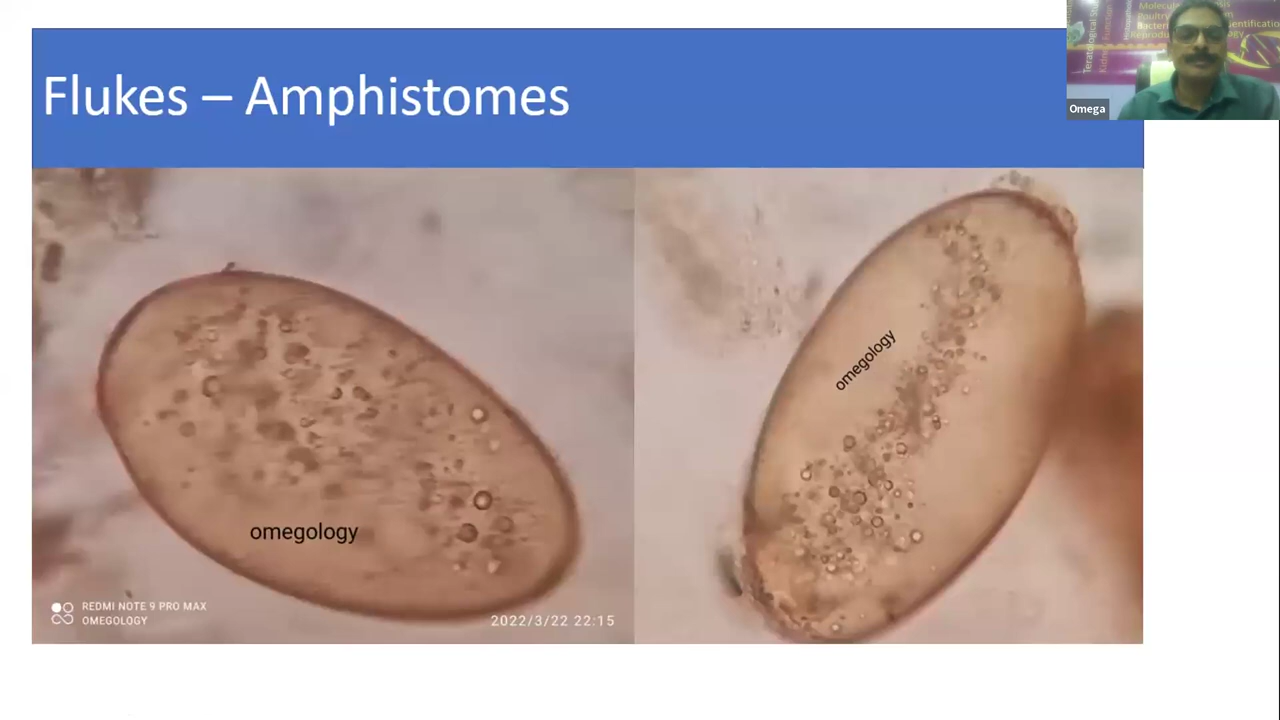 Flukes – Amphistomes
Omega
omegology
omegology
REDMI NOTE 9 PRO MAX
OMEGOLOGY
2022/3/22 22:15